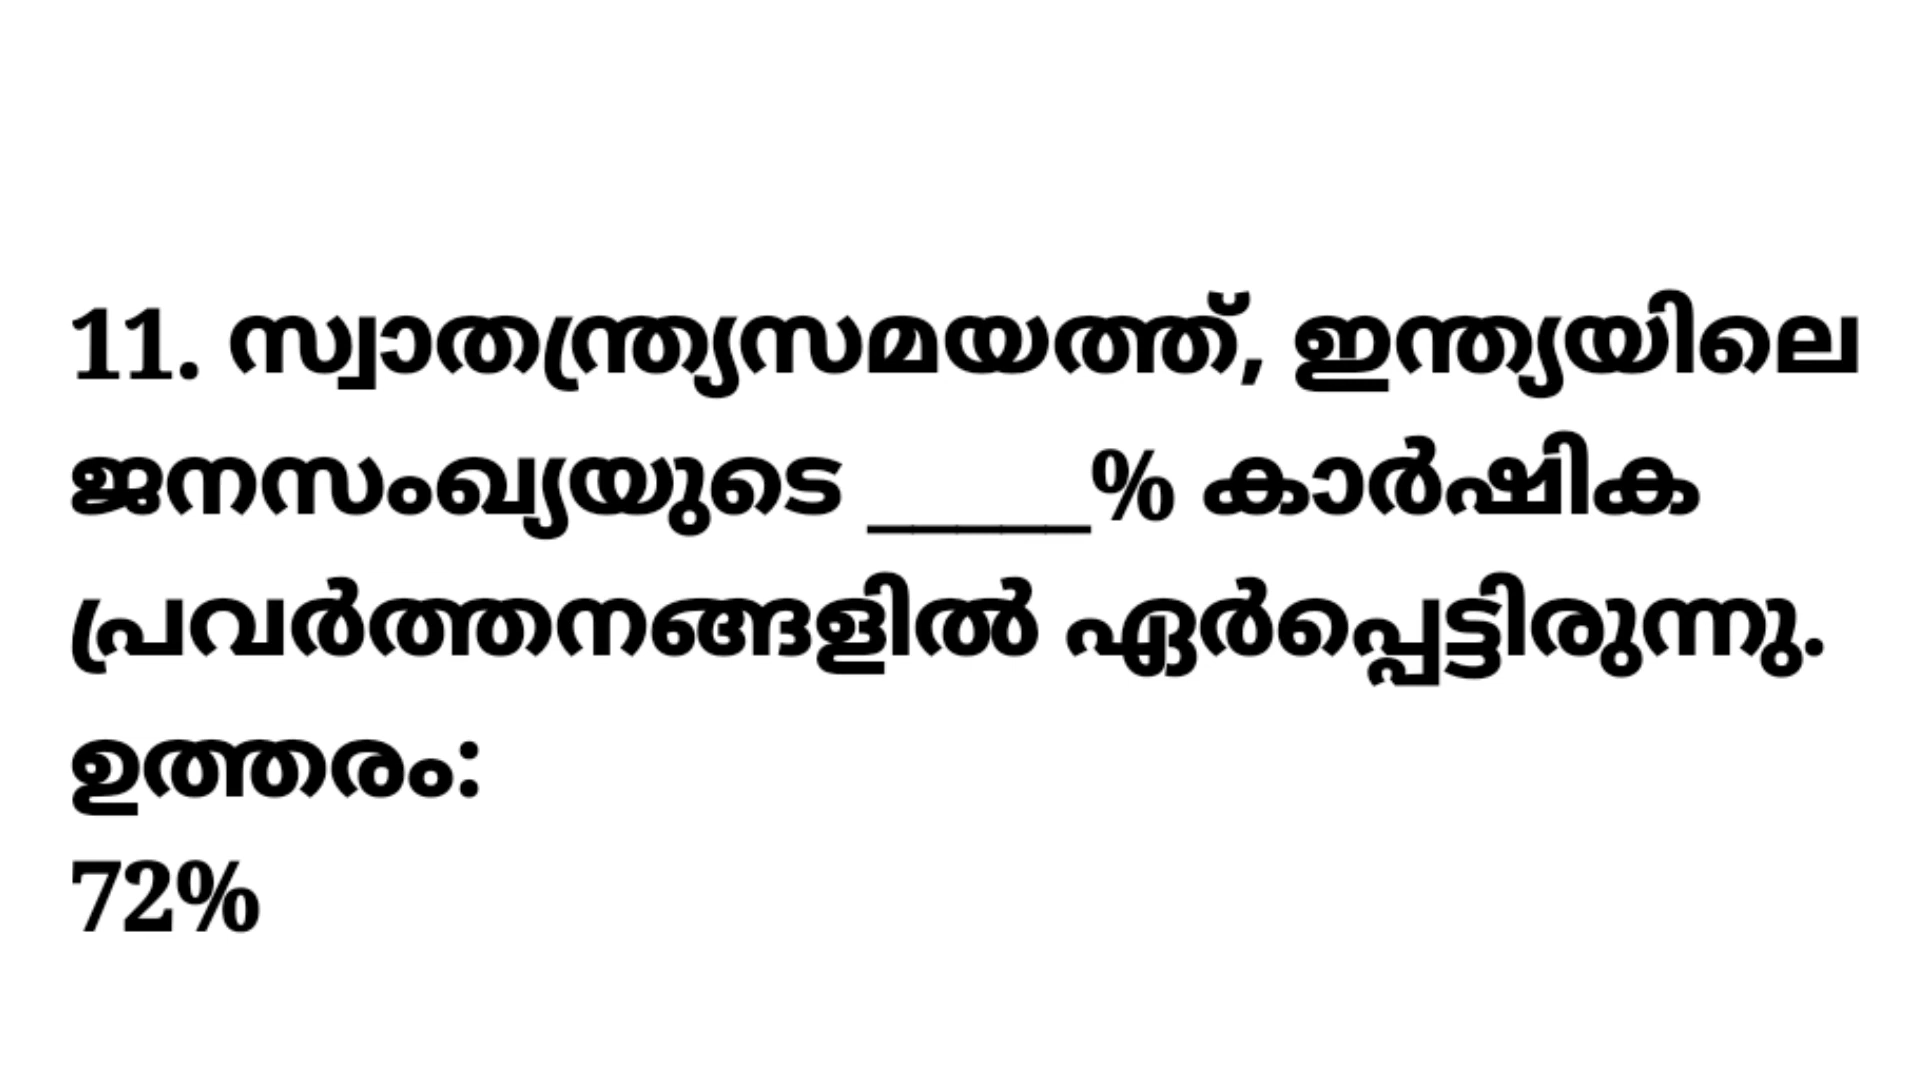 11. സ്വാതന്ത്ര്യസമയത്ത്, ഇന്ത്യയിലെ
ജനസംഖ്യയുടെ _____% കാർഷിക
പ്രവർത്തനങ്ങളിൽ ഏർപ്പെട്ടിരുന്നു.
ഉത്തരം:
72%